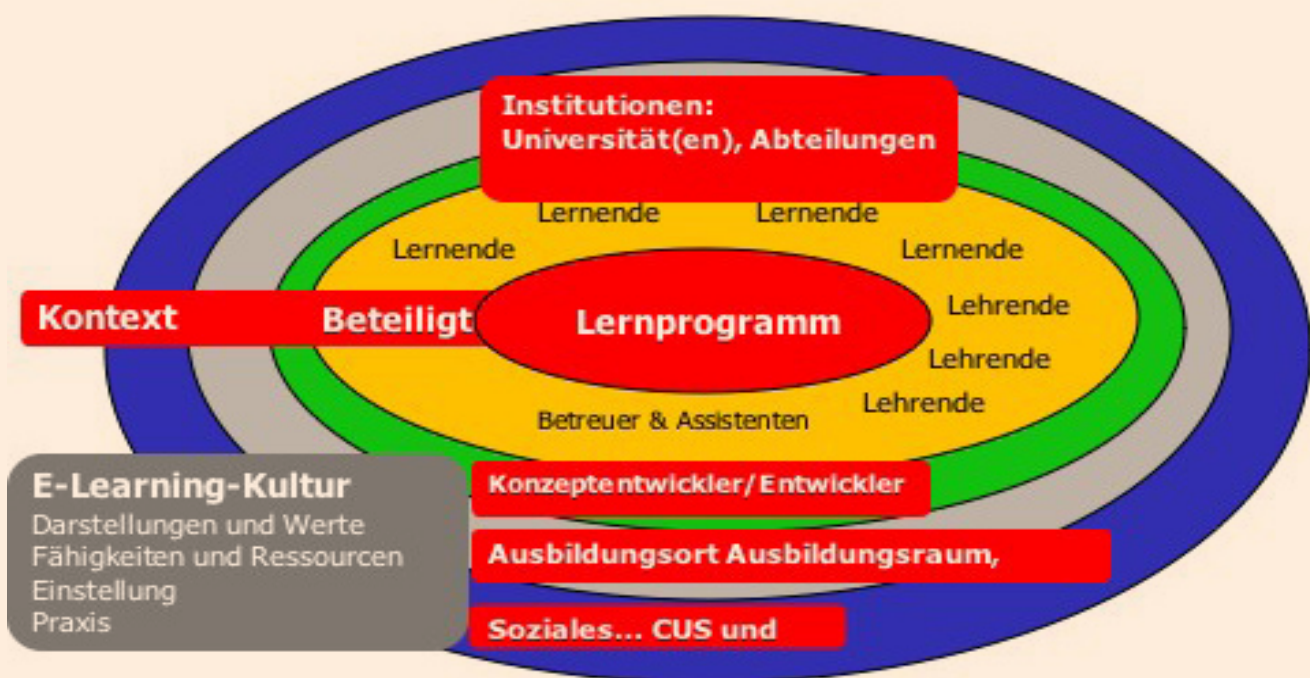 Institutionen:
Universität(en), Abteilungen
Lernende
Lernende
Lernende
Lernende
Kontext
Beteiligt
Lernprogramm
Lehrende
Lehrende
Lehrende
Betreuer & Assistenten
E-Learning-Kultur
Darstellungen und Werte
Fähigkeiten und Ressourcen
Einstellung
Praxis
Konzeptentwickler/Entwickler
Ausbildungsort Ausbildungsraum,
Soziales... CUS und